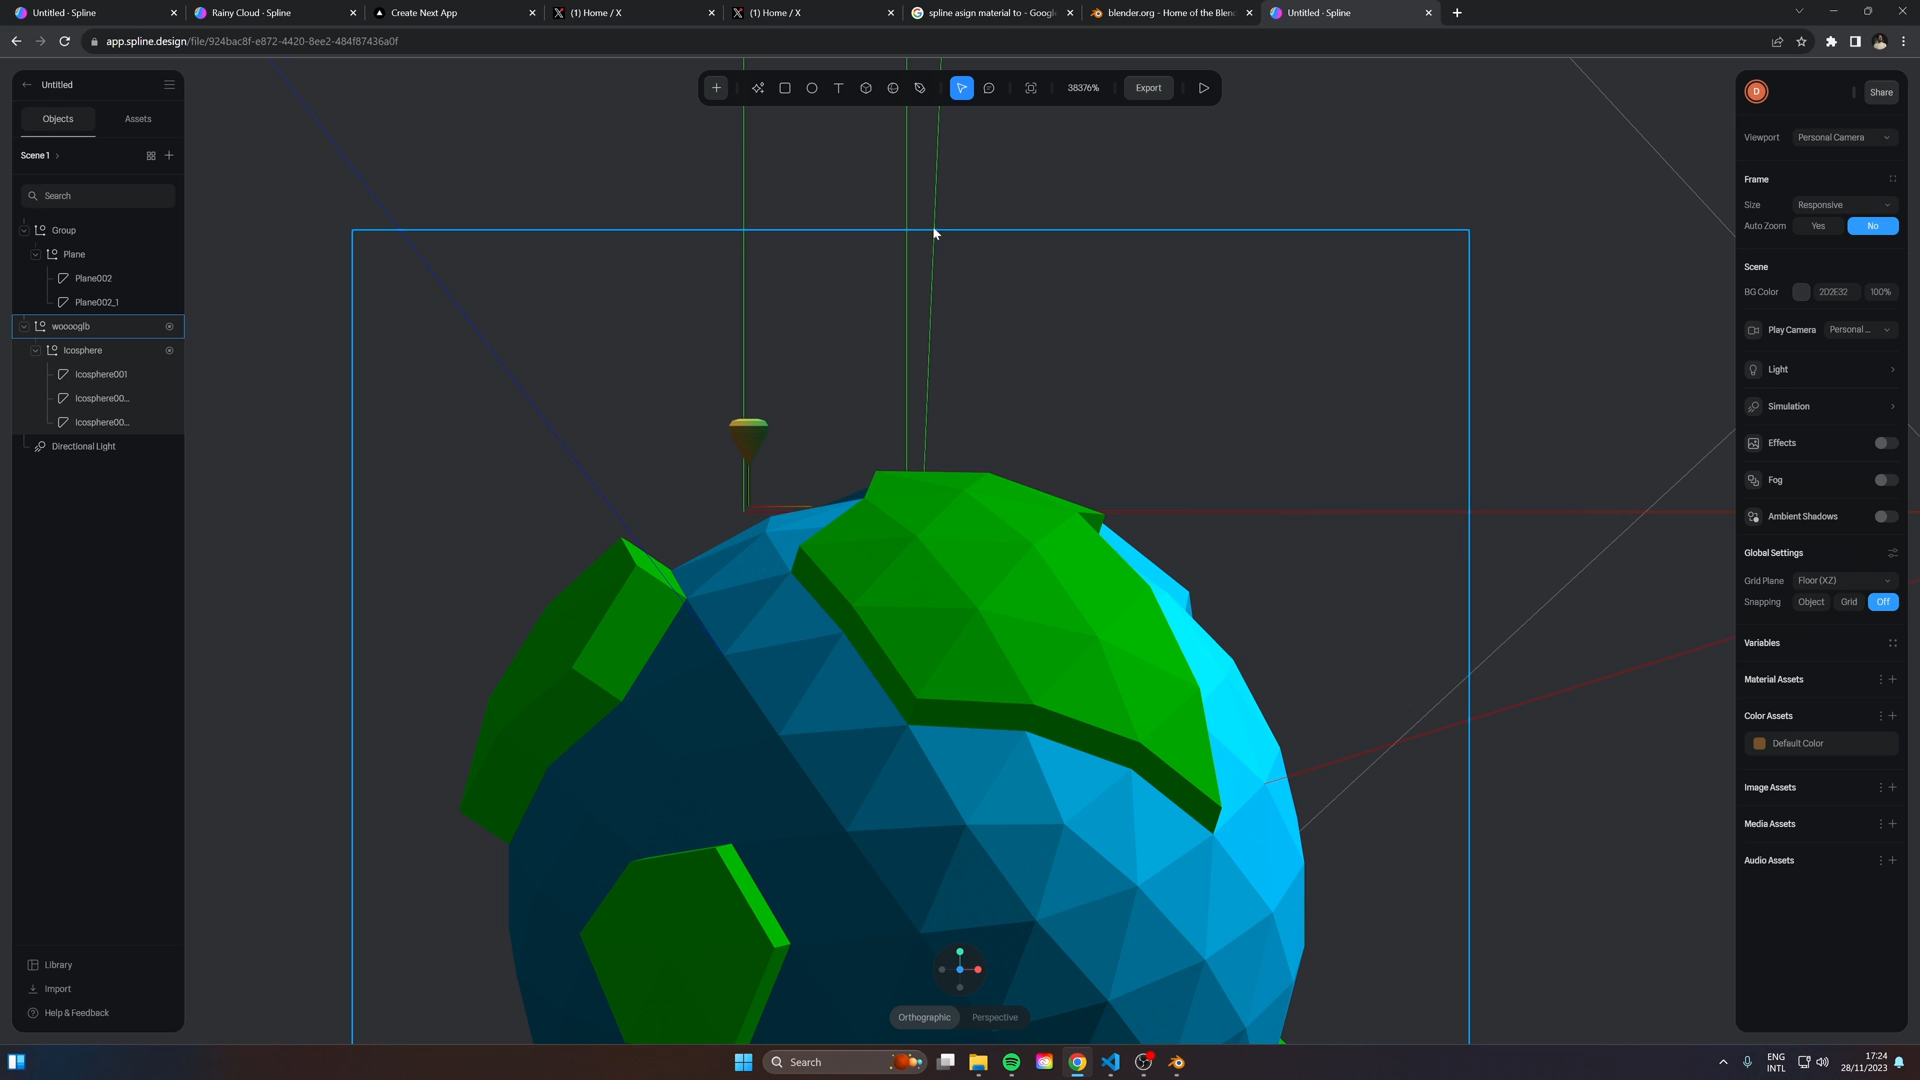 Untitled - Spline
Rainy Cloud - Spline
Create Next App
(1) Home / X
(1) Home / X
spline asign material to - Googl
blender.org - Home of the Blen
Untitled - Spline
app.spline.design/file/924bac8f-e872-4420-8ee2-484f87436a0f
Untitled
Objects
Assets
Scene 1
Search
Group
Plane
Plane002
Plane002_1
wooooglb
Icosphere
Icosphere001
Icosphere00...
Icosphere00...
Directional Light
Library
Import
Help & Feedback
T
38376%
Export
Orthographic
Perspective
D
Share
Viewport
Personal Camera
Frame
Size
Responsive
Auto Zoom
Yes
No
Scene
BG Color
2D2E32
100%
Play Camera
Personal ...
Light
Simulation
Effects
Fog
Ambient Shadows
Global Settings
Grid Plane
Floor (XZ)
Snapping
Object
Grid
Off
Variables
Material Assets
Color Assets
Default Color
Image Assets
Media Assets
Audio Assets
Search
ENG
INTL
17:24
28/11/2023